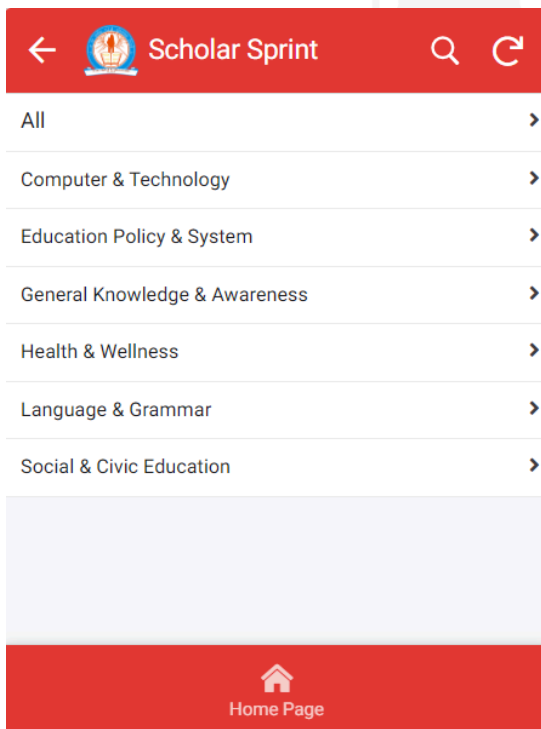 Scholar Sprint
All
Computer & Technology
Education Policy & System
General Knowledge & Awareness
Health & Wellness
Language & Grammar
Social & Civic Education
Home Page